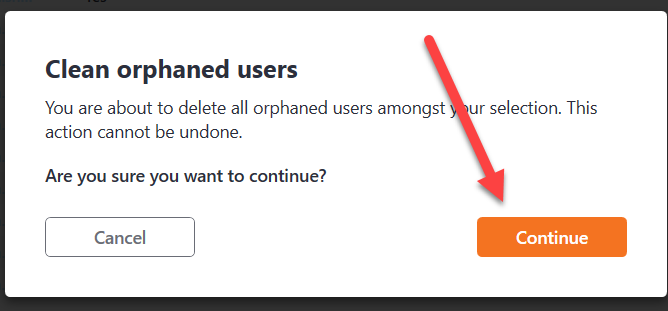 Clean orphaned users
You are about to delete all orphaned users amongst your selection. This
action cannot be undone.
Are you sure you want to continue?
Cancel
Continue